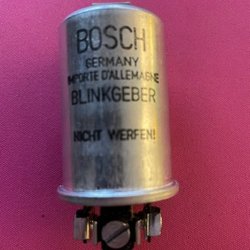 BOSCH
GERMANY
IMPORTE D'ALLEMAGNE
BLINKGEBER
NICHT WERFEN!